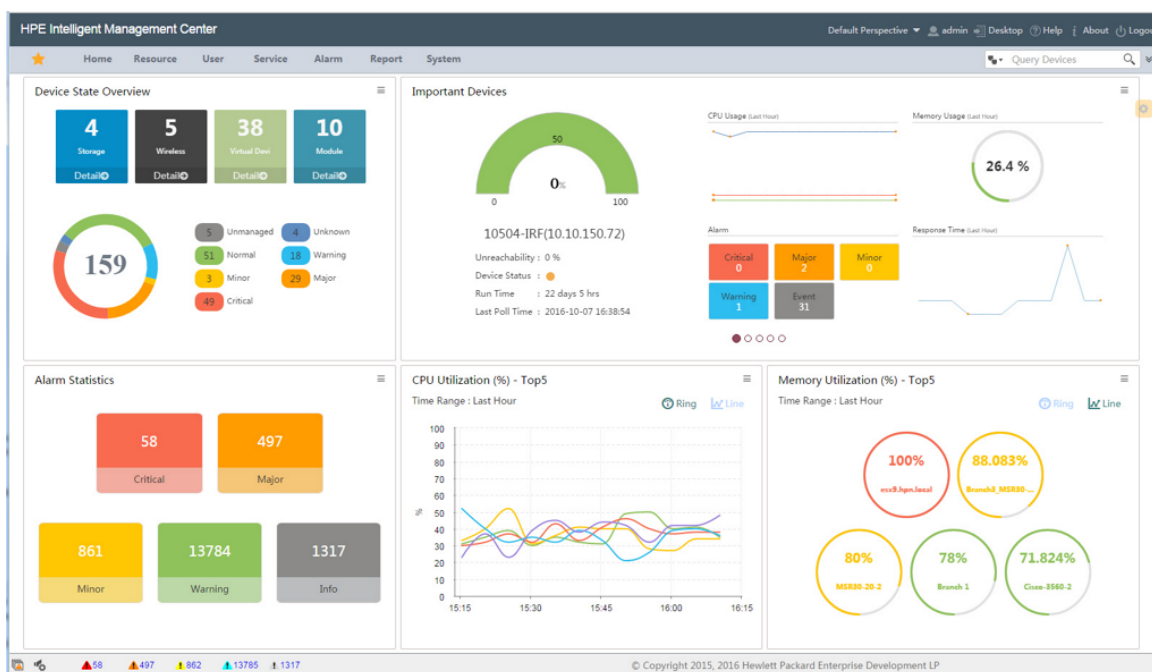 HPE Intelligent Management Center
Default Perspective admin Desktop Help About Logou
Home Resource User Service Alarm Report System
Query Devices
Device State Overview
4 5 38 10
Storage Wireless Virtual Devi Module
Detail Detail Detail Detail
159
5 Unmanaged 4 Unknown
51 Normal 18 Warning
3 Minor 29 Major
49 Critical
Important Devices
50
0%
0 100
10504-IRF(10.10.150.72)
Unreachability : 0 %
Device Status :
Run Time : 22 days 5 hrs
Last Poll Time : 2016-10-07 16:38:54
CPU Usage (Last Hour)
Memory Usage (Last Hour)
26.4 %
Alarm
Critical Major Minor
0 2 0
Warning Event
1 31
Response Time (Last Hour)
Alarm Statistics
58 497
Critical Major
861 13784 1317
Minor Warning Info
CPU Utilization (%) - Top5
Time Range : Last Hour
Ring Line
100
90
80
70
60
50
40
30
20
10
0
%
15:15 15:30 15:45 16:00 16:15
Memory Utilization (%) - Top5
Time Range : Last Hour
Ring Line
100% 88.083%
esx9.hpn.local Branch3_MSR30-...
80% 78% 71.824%
MSR30-20-2 Branch 1 Cisco-3560-2
58 497 862 13785 1317
© Copyright 2015, 2016 Hewlett Packard Enterprise Development LP